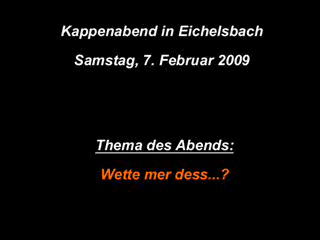 Kappenabend in Eichelsbach
Samstag, 7. Februar 2009
Thema des Abends:
Wette mer dess...?